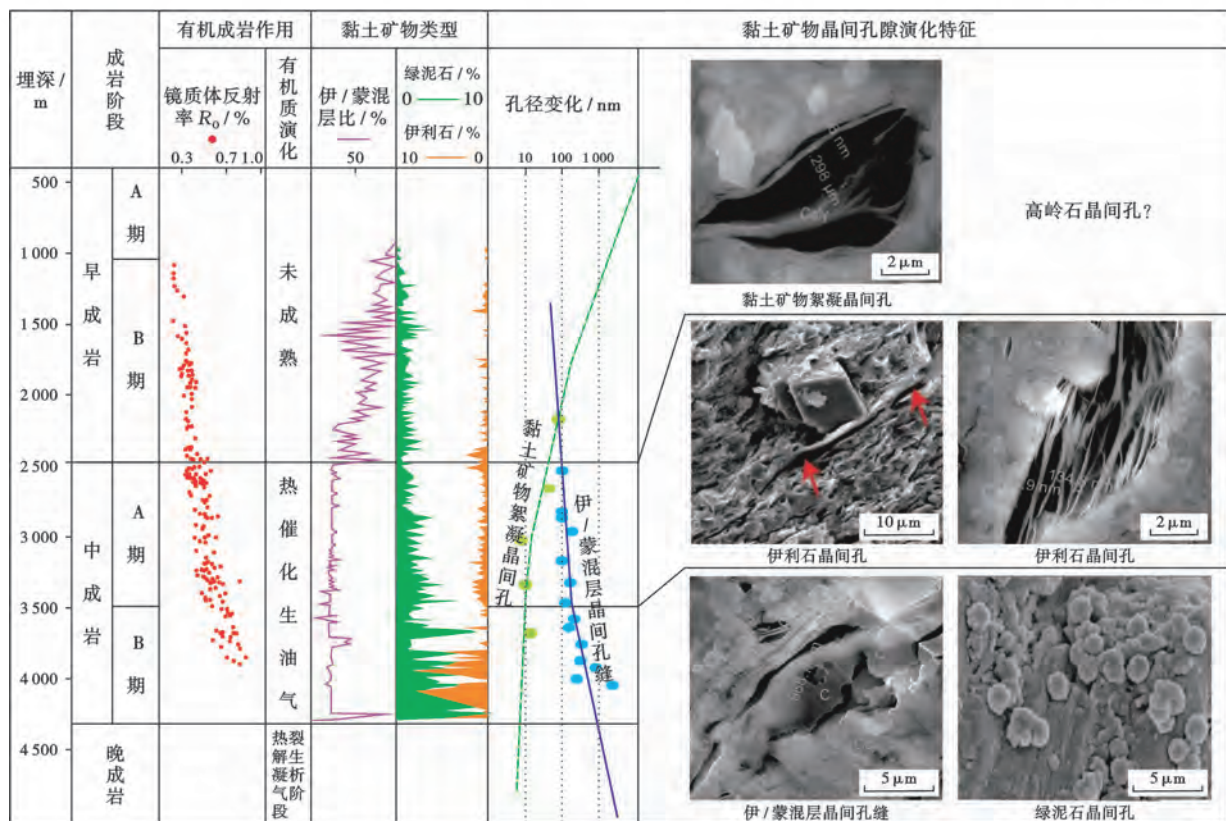 有机成岩作用
黏土矿物类型
黏土矿物晶间孔隙演化特征
埋深 /
m
成岩阶段
镜质体反射
率 Ro / %
0.3 0.7 1.0
有机质演化
伊/蒙混
层比 / %
50
绿泥石 / %
0 10
伊利石 / %
10 0
孔径变化 / nm
10 100 1 000
500
1 000
1 500
2 000
2 500
3 000
3 500
4 000
4 500
早成岩
A期
B期
中成岩
A期
B期
晚成岩
未成熟
热催化生油气
热裂
解生
凝析
气阶
段
黏土矿物絮凝晶间孔
伊/蒙混层晶间孔缝
298 μm
2 μm
黏土矿物絮凝晶间孔
高岭石晶间孔?
10 μm
伊利石晶间孔
2 μm
伊利石晶间孔
C
5 μm
伊/蒙混层晶间孔缝
5 μm
绿泥石晶间孔